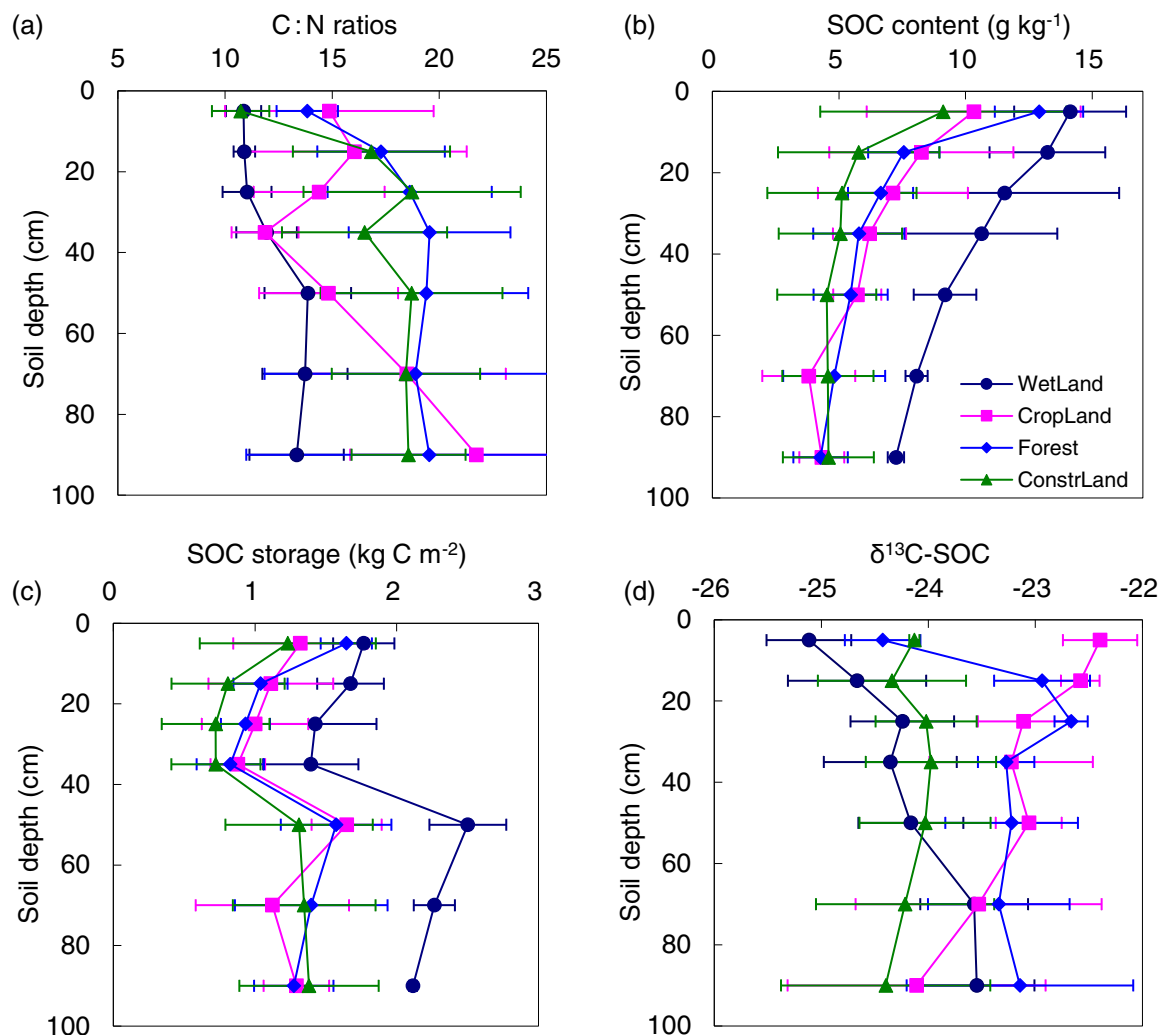 (a)
C:N ratios
5 10 15 20 25
0
20
40
60
80
100
Soil depth (cm)
(b)
SOC content (g kg⁻¹)
0 5 10 15
0
20
40
60
80
100
Soil depth (cm)
WetLand
CropLand
Forest
ConstrLand
(c)
SOC storage (kg C m⁻²)
0 1 2 3
0
20
40
60
80
100
Soil depth (cm)
(d)
δ¹³C-SOC
-26 -25 -24 -23 -22
0
20
40
60
80
100
Soil depth (cm)